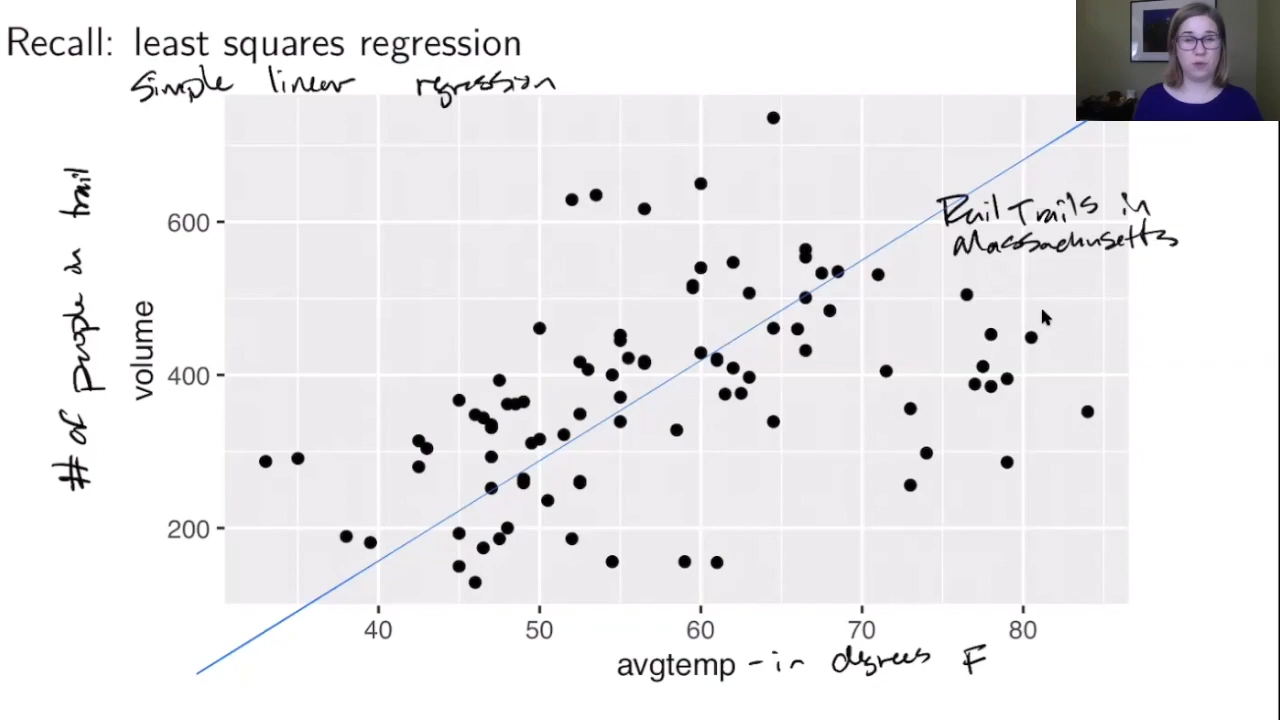 Recall: least squares regression
simple linear regression
Rail Trails in
Massachusetts
# of people on trail
volume
600
400
200
40 50 60 70 80
avgtemp - in degrees F